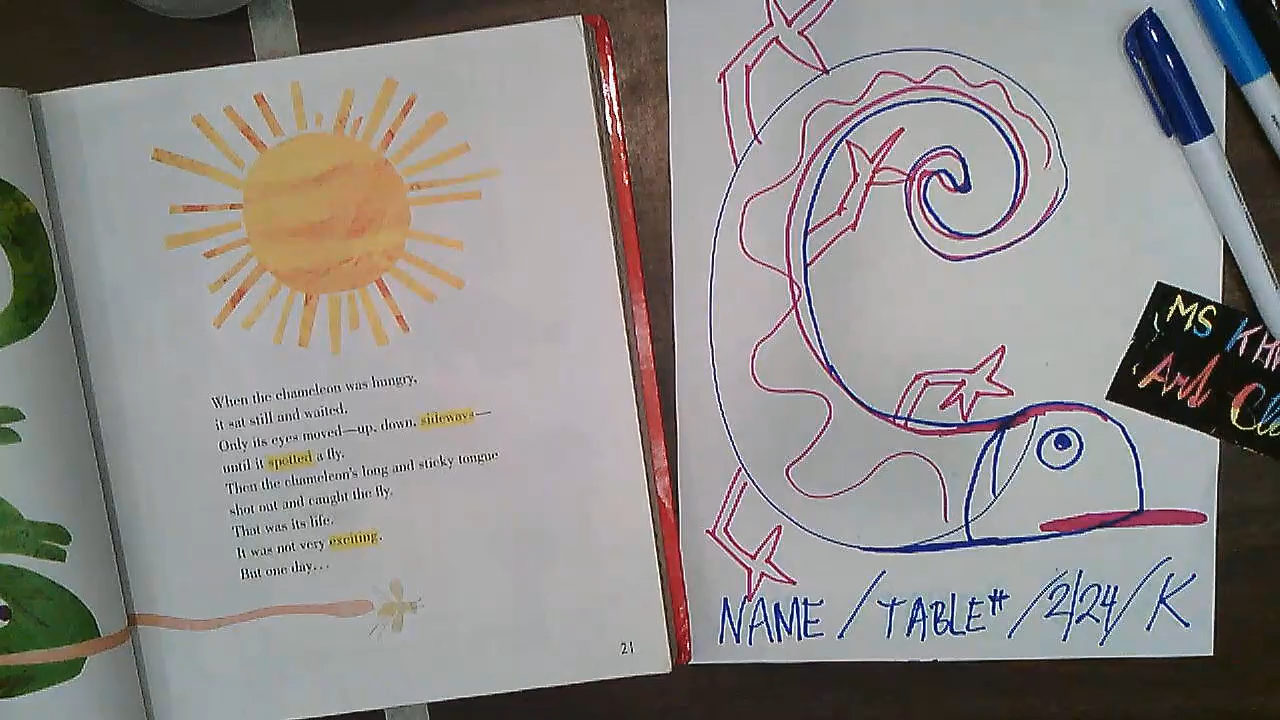 When the chameleon was hungry,
it sat still and waited.
Only its eyes moved—up, down, sideways—
until it spotted a fly.
Then the chameleon's long and sticky tongue
shot out and caught the fly.
That was its life.
It was not very exciting.
But one day...
21
NAME / TABLE# / 2/24 / K
MS
Art